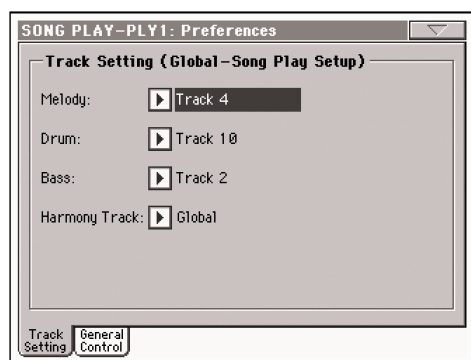 SONG PLAY-PLY1: Preferences
Track Setting (Global-Song Play Setup)
Melody: Track 4
Drum: Track 10
Bass: Track 2
Harmony Track: Global
Track Setting
General Control